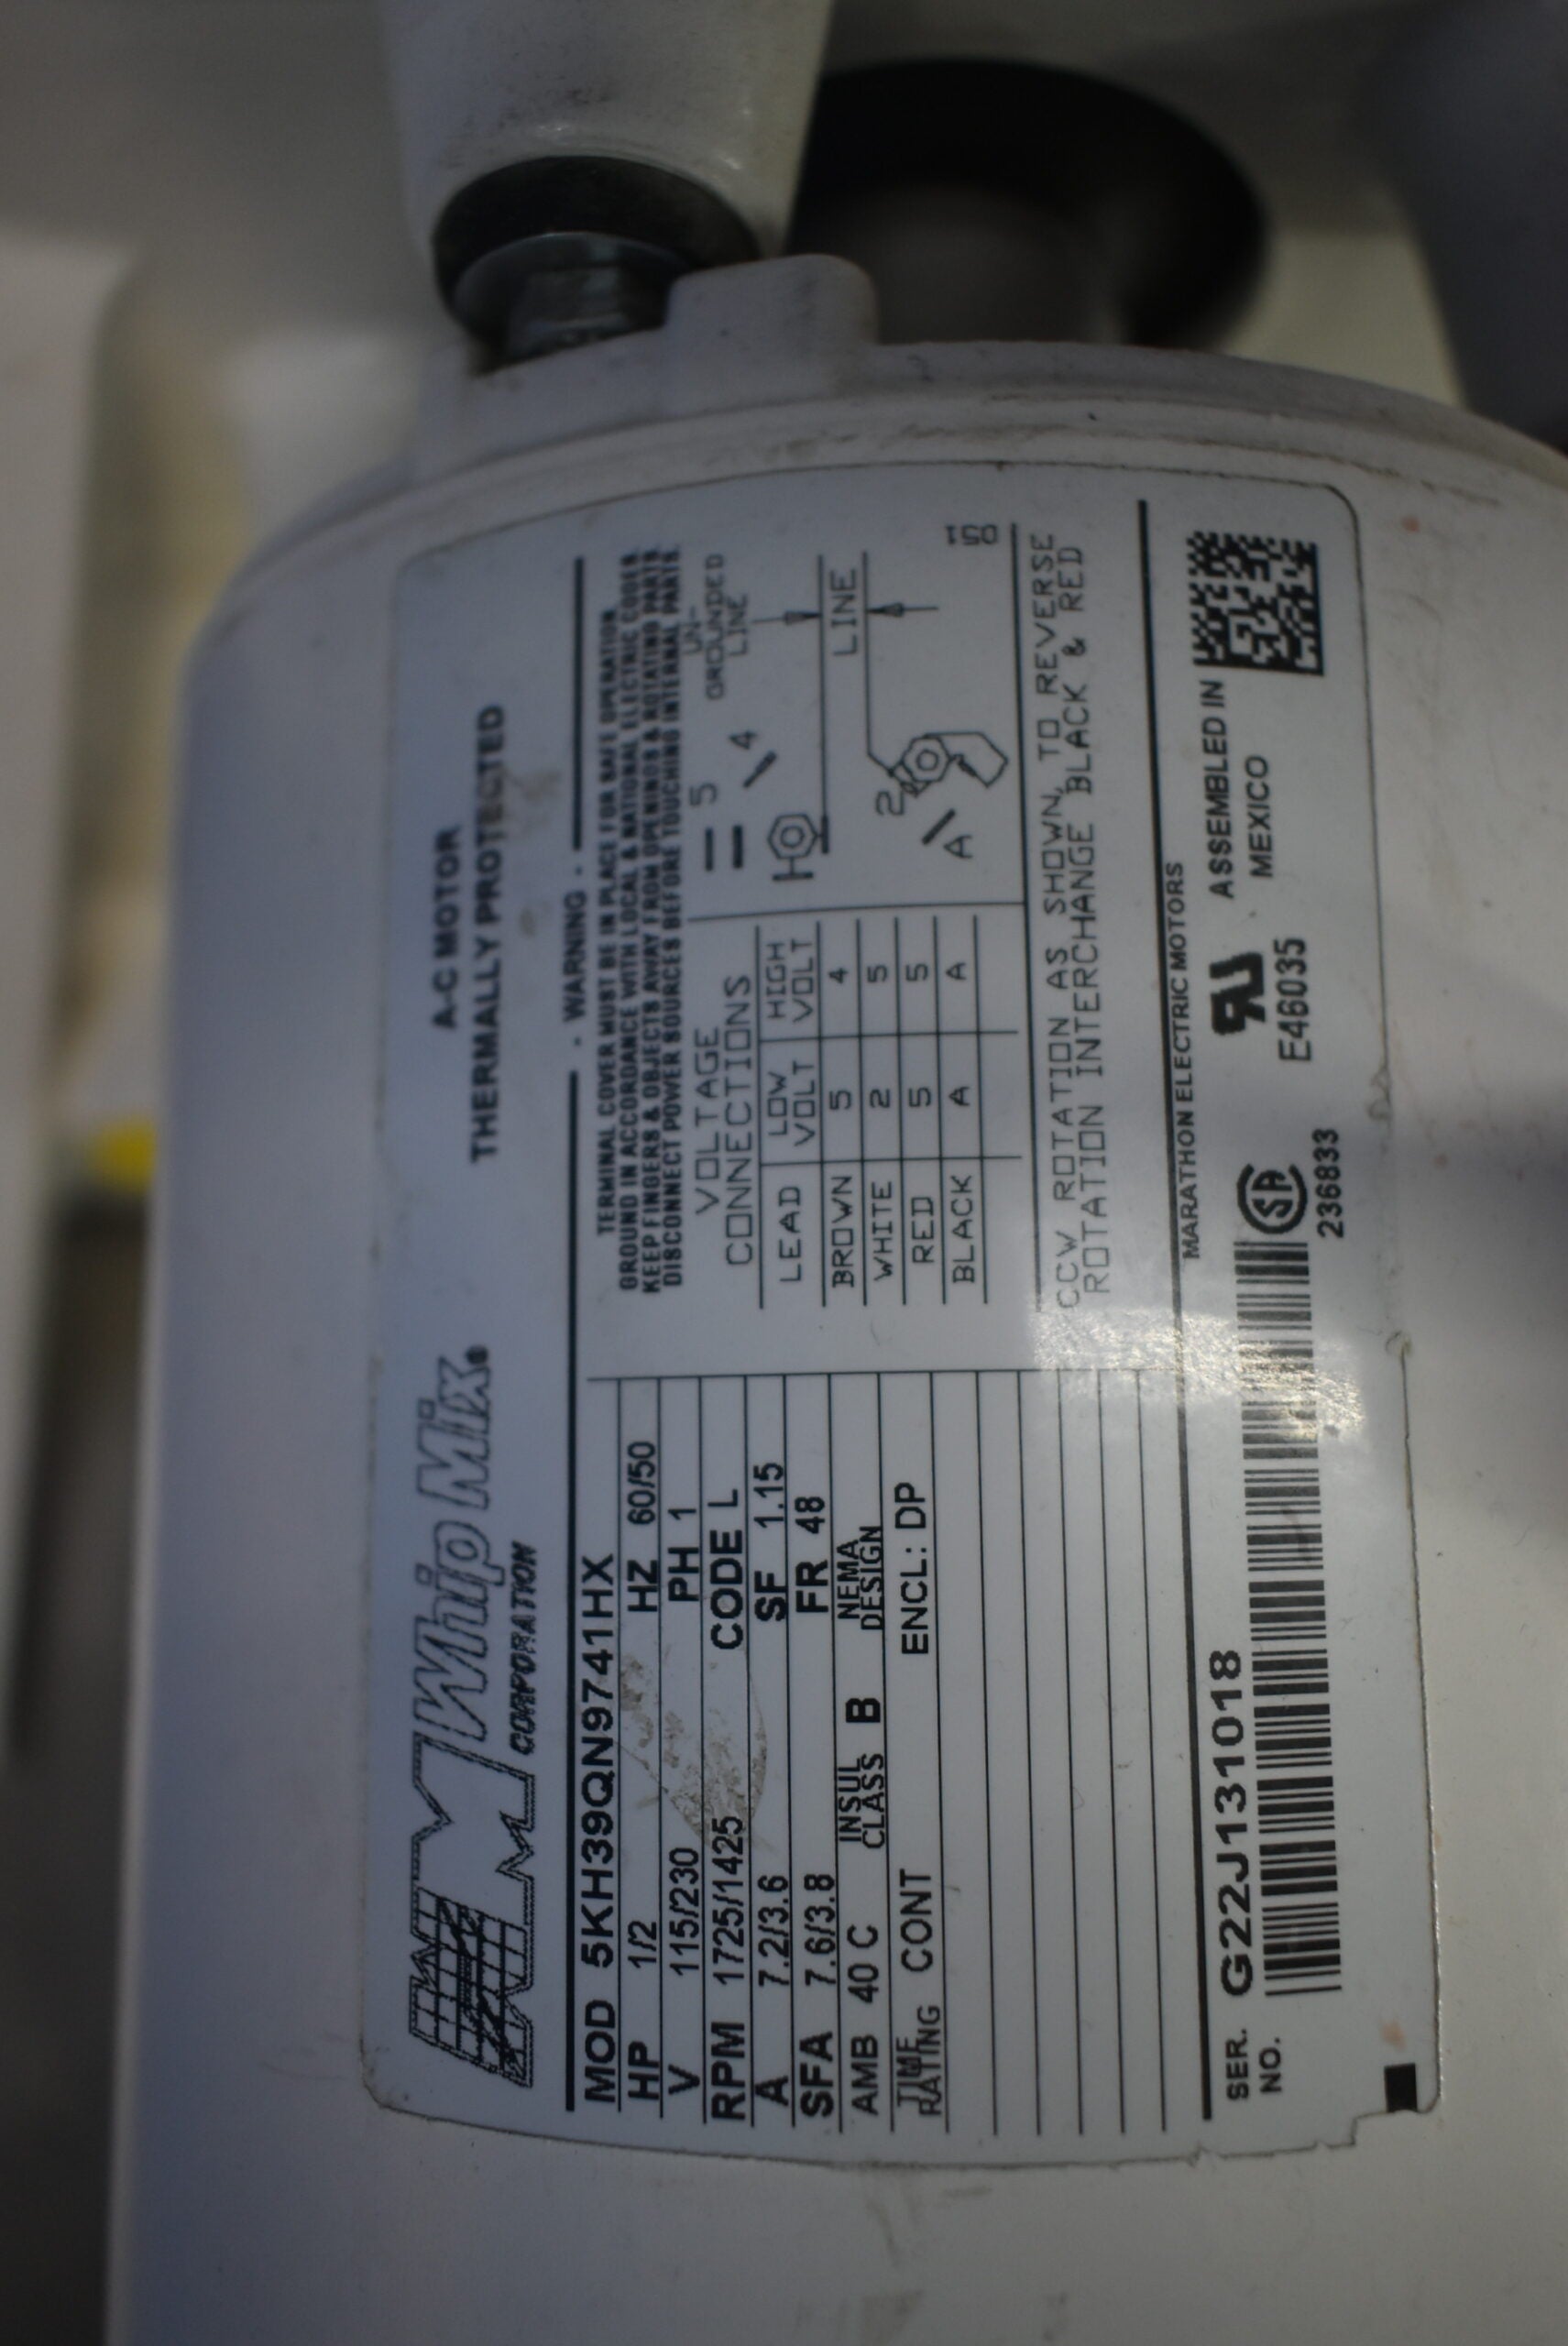 WM Whip Mix®
CORPORATION
A-C MOTOR
THERMALLY PROTECTED
- WARNING -
MOD 5KH39QN9741HX
HP 1/2 HZ 60/50
V 115/230 PH 1
RPM 1725/1425 CODE L
A 7.2/3.6 SF 1.15
SFA 7.6/3.8 FR 48
AMB 40 C INSUL CLASS B NEMA DESIGN
TIME RATING CONT ENCL: DP
TERMINAL COVER MUST BE IN PLACE FOR SAFE OPERATION.
GROUND IN ACCORDANCE WITH LOCAL & NATIONAL ELECTRIC CODES.
KEEP FINGERS & OBJECTS AWAY FROM OPENINGS & ROTATING PARTS.
DISCONNECT POWER SOURCES BEFORE TOUCHING INTERNAL PARTS.
VOLTAGE
CONNECTIONS
LEAD LOW VOLT HIGH VOLT
BROWN 5 4
WHITE 2 5
RED 5 5
BLACK A A
5
UN-
GROUNDED
LINE
4
LINE
2
A
051
CCW ROTATION AS SHOWN, TO REVERSE
ROTATION INTERCHANGE BLACK & RED
MARATHON ELECTRIC MOTORS
SER. NO. G22J131018
SA
236833
RU
E46035
ASSEMBLED IN
MEXICO